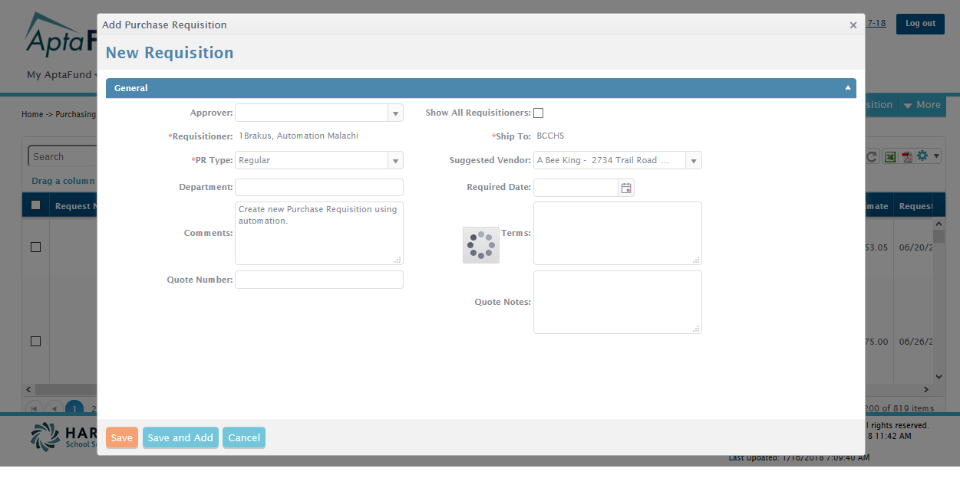 Add Purchase Requisition
×
7-18
Log out
AptaF
New Requisition
My AptaFund
General
Home -> Purchasing
sition
More
Approver:
Show All Requisitioners:
*Requisitioner: 1Brakus, Automation Malachi
*Ship To: BCCHS
Search
*PR Type: Regular
Suggested Vendor: A Bee King - 2734 Trail Road ...
Drag a column
Department:
Required Date:
Request N
mate
Request
Comments:
Create new Purchase Requisition using
automation.
Terms:
53.05
06/20/2
Quote Number:
Quote Notes:
75.00
06/26/2
1
2
200 of 819 items
Save
Save and Add
Cancel
HAR
School S
l rights reserved.
8 11:42 AM
Last Updated: 1/16/2018 7:09:40 AM